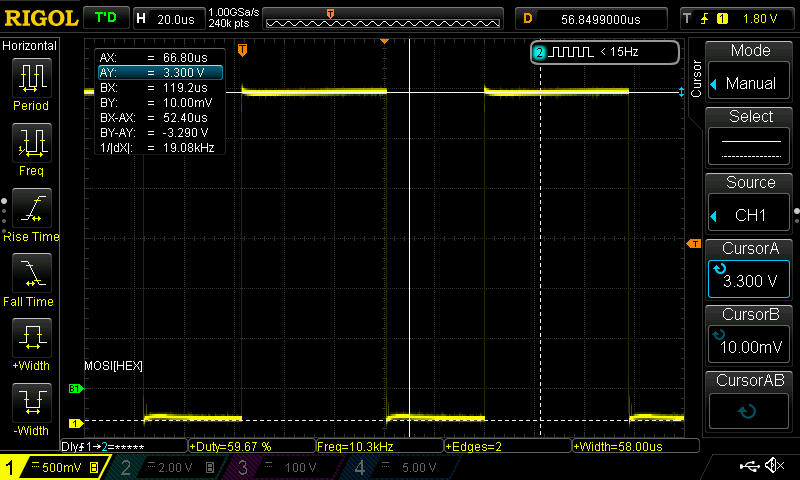 RIGOL T'D H 20.0us 1.00GSa/s 240k pts T D 56.8499000us T 1 1.80 V
Horizontal
Period
Freq
Rise Time
Fall Time
+Width
-Width
T
AX: = 66.80us
AY: = 3.300 V
BX: = 119.2us
BY: = 10.00mV
BX-AX: = 52.40us
BY-AY: = -3.290 V
1/|dX|: = 19.08kHz
2 < 15Hz
T
MOSI[HEX]
B1
1
Cursor
Mode
Manual
Select
Source
CH1
CursorA
3.300 V
CursorB
10.00mV
CursorAB
Dly 1→2=***** +Duty=59.67 % Freq=10.3kHz +Edges=2 +Width=58.00us
1 = 500mV B 2 = 2.00 V 3 = 100 V 4 = 5.00 V